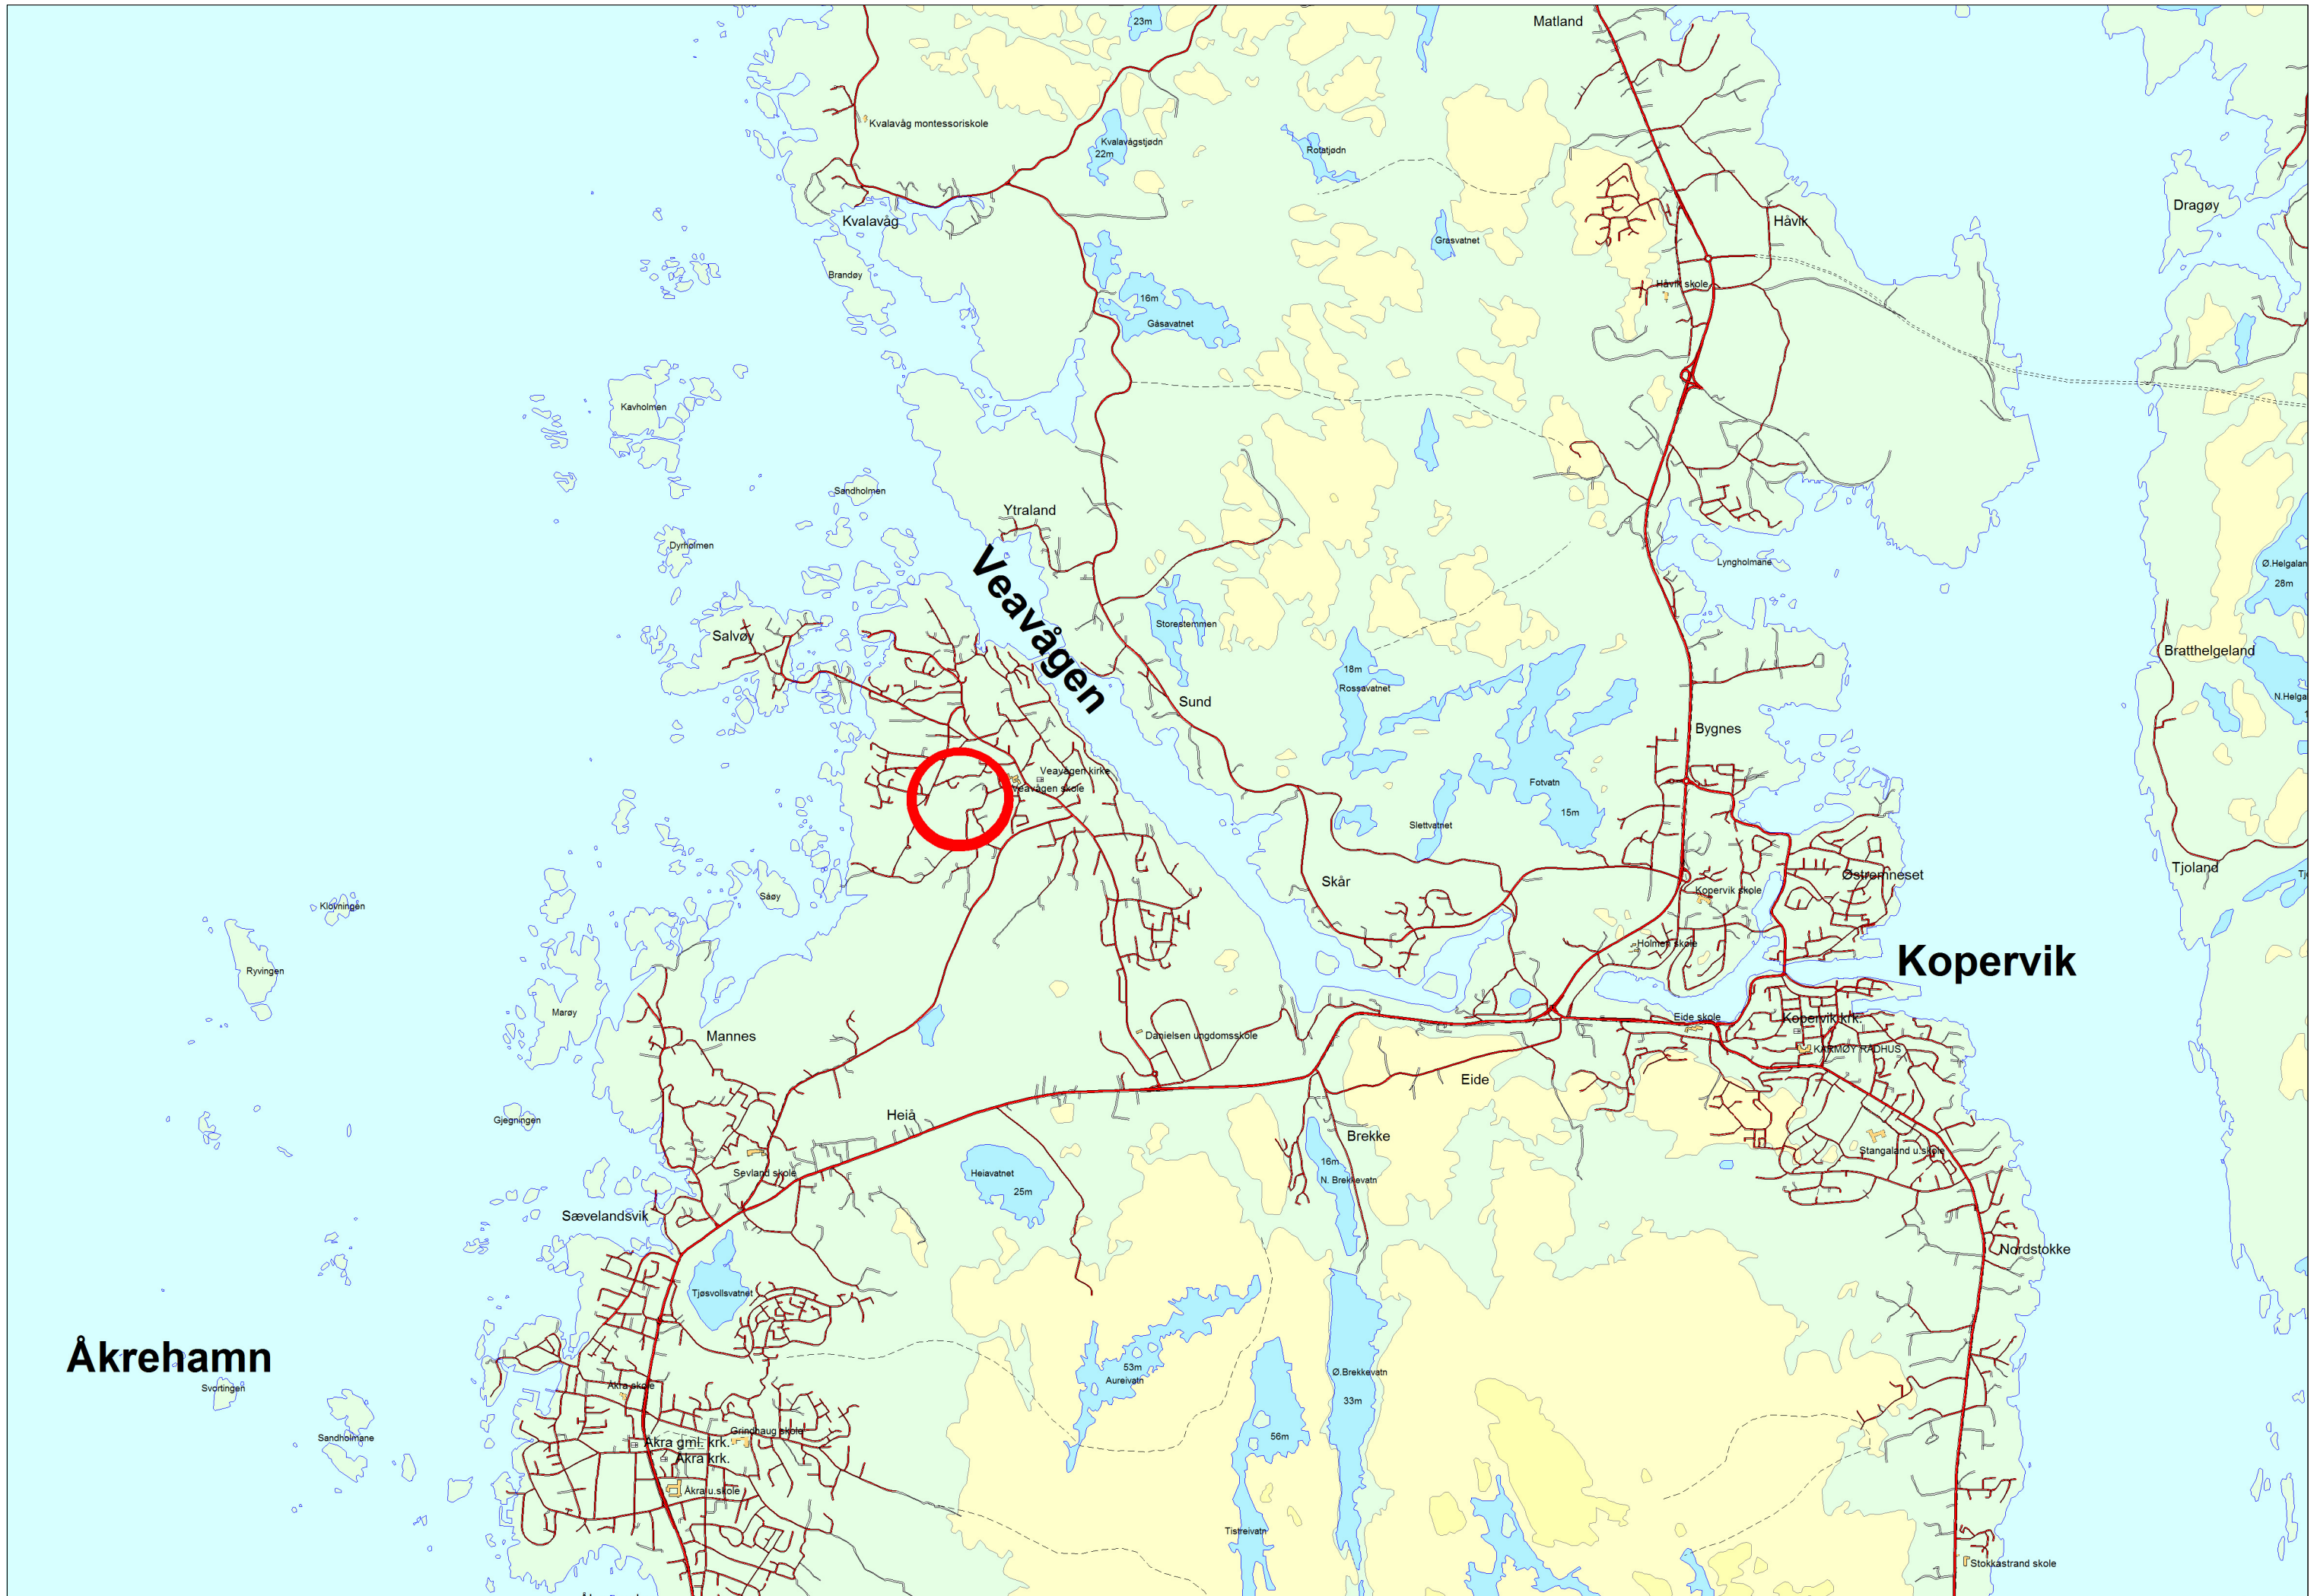 Matland
23m
Kvalavåg montessoriskole
Kvalavågstjødn
22m
Rotatjødn
Dragøy
Kvalavåg
Håvik
Grasvatnet
Brandøy
Håvik skole
16m
Gåsavatnet
Kavholmen
Sandholmen
Ytraland
Dyrholmen
Veavågen
Lyngholmane
Ø.Helgalan
28m
Storestemmen
Salvøy
Bratthelgeland
18m
Rossavatnet
N.Helga
Sund
Bygnes
Veavågen kirke
Veavågen skole
Fotvatn
15m
Slettvatnet
Tjoland
Skår
Østremneset
Kopervik skole
Såøy
Klovningen
Holmen skole
Kopervik
Ryvingen
Marøy
Eide skole
Kopervik krk.
Mannes
Danielsen ungdomsskole
KARMØY RÅDHUS
Eide
Heiå
Gjegningen
Brekke
Stangaland u.skole
Sevland skole
Heiavatnet
25m
16m
N. Brekkevatn
Sævelandsvik
Nordstokke
Tjøsvollsvatnet
Åkrehamn
53m
Aureivatn
Ø.Brekkevatn
33m
Svortingen
Åkra skole
Sandholmane
Grindhaug skole
Åkra gml. krk.
Åkra krk.
56m
Åkra u.skole
Tistreivatn
Stokkastrand skole